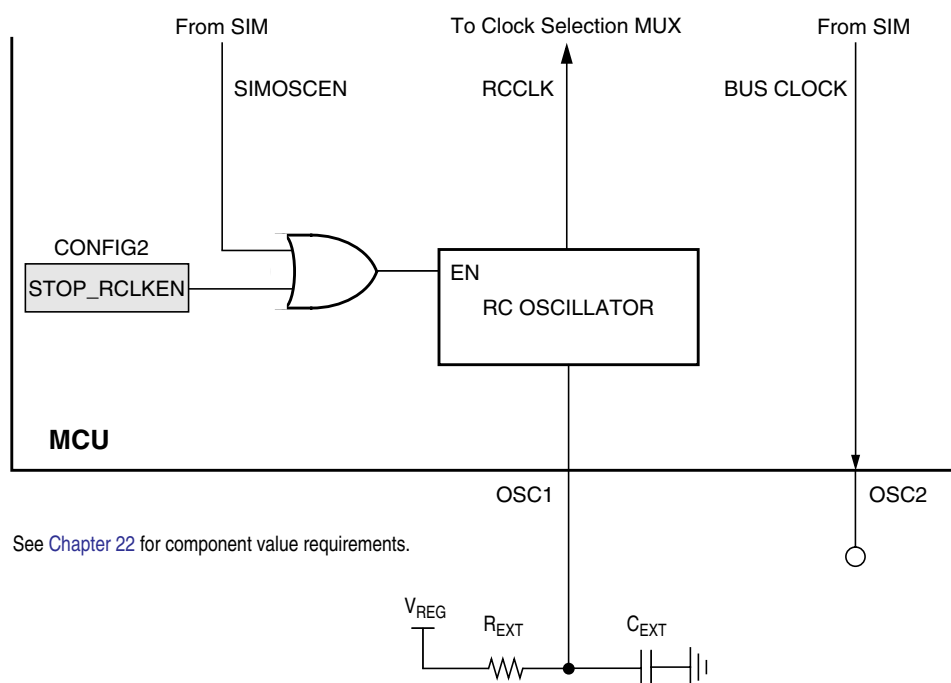 From SIM
To Clock Selection MUX
From SIM
SIMOSCEN
RCCLK
BUS CLOCK
CONFIG2
STOP_RCLKEN
EN
RC OSCILLATOR
MCU
OSC1
OSC2
See Chapter 22 for component value requirements.
VREG
REXT
CEXT